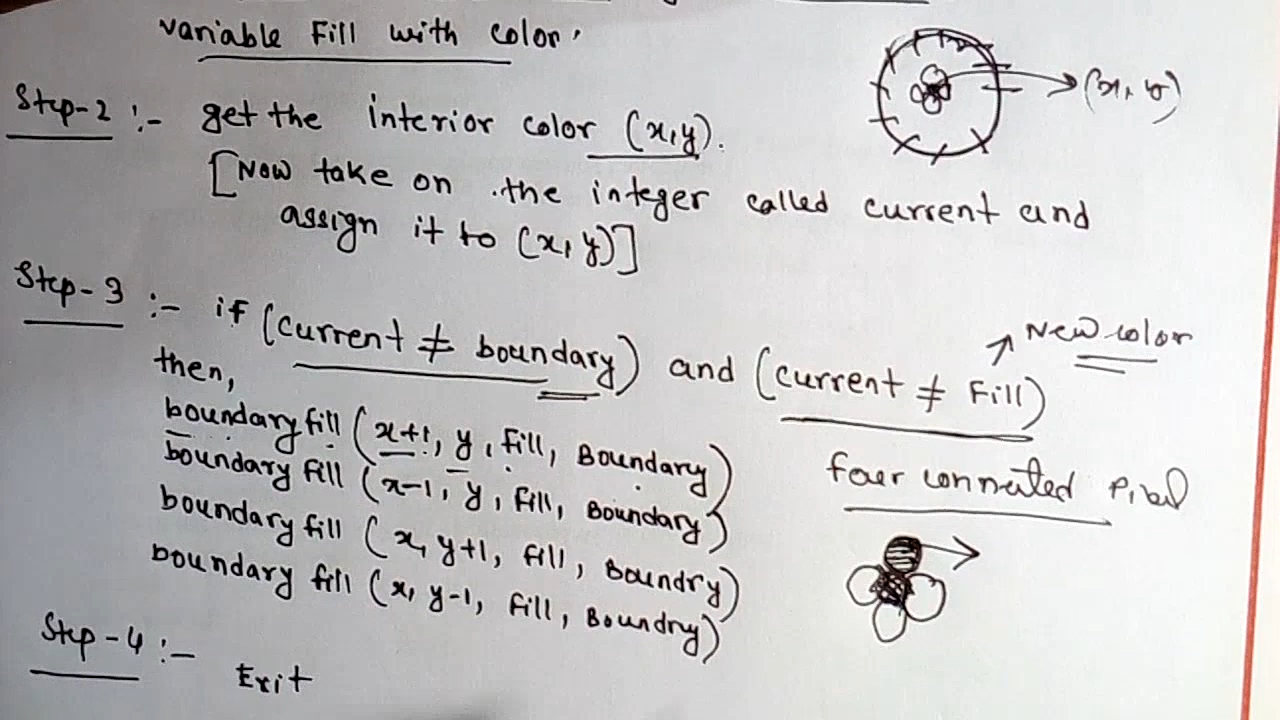 variable Fill with color.
(x, y)
Step-2 :- get the interior color (x,y).
[Now take on the integer called current and
assign it to (x, y)]
Step-3 :- if (current ≠ boundary) and (current ≠ Fill)
New color
then,
boundary fill (x+1, y, fill, Boundary)
boundary fill (x-1, y, fill, Boundary)
boundary fill (x, y+1, fill, Boundry)
boundary fill (x, y-1, fill, Boundry)
four connected Pixel
Step-4 :- Exit